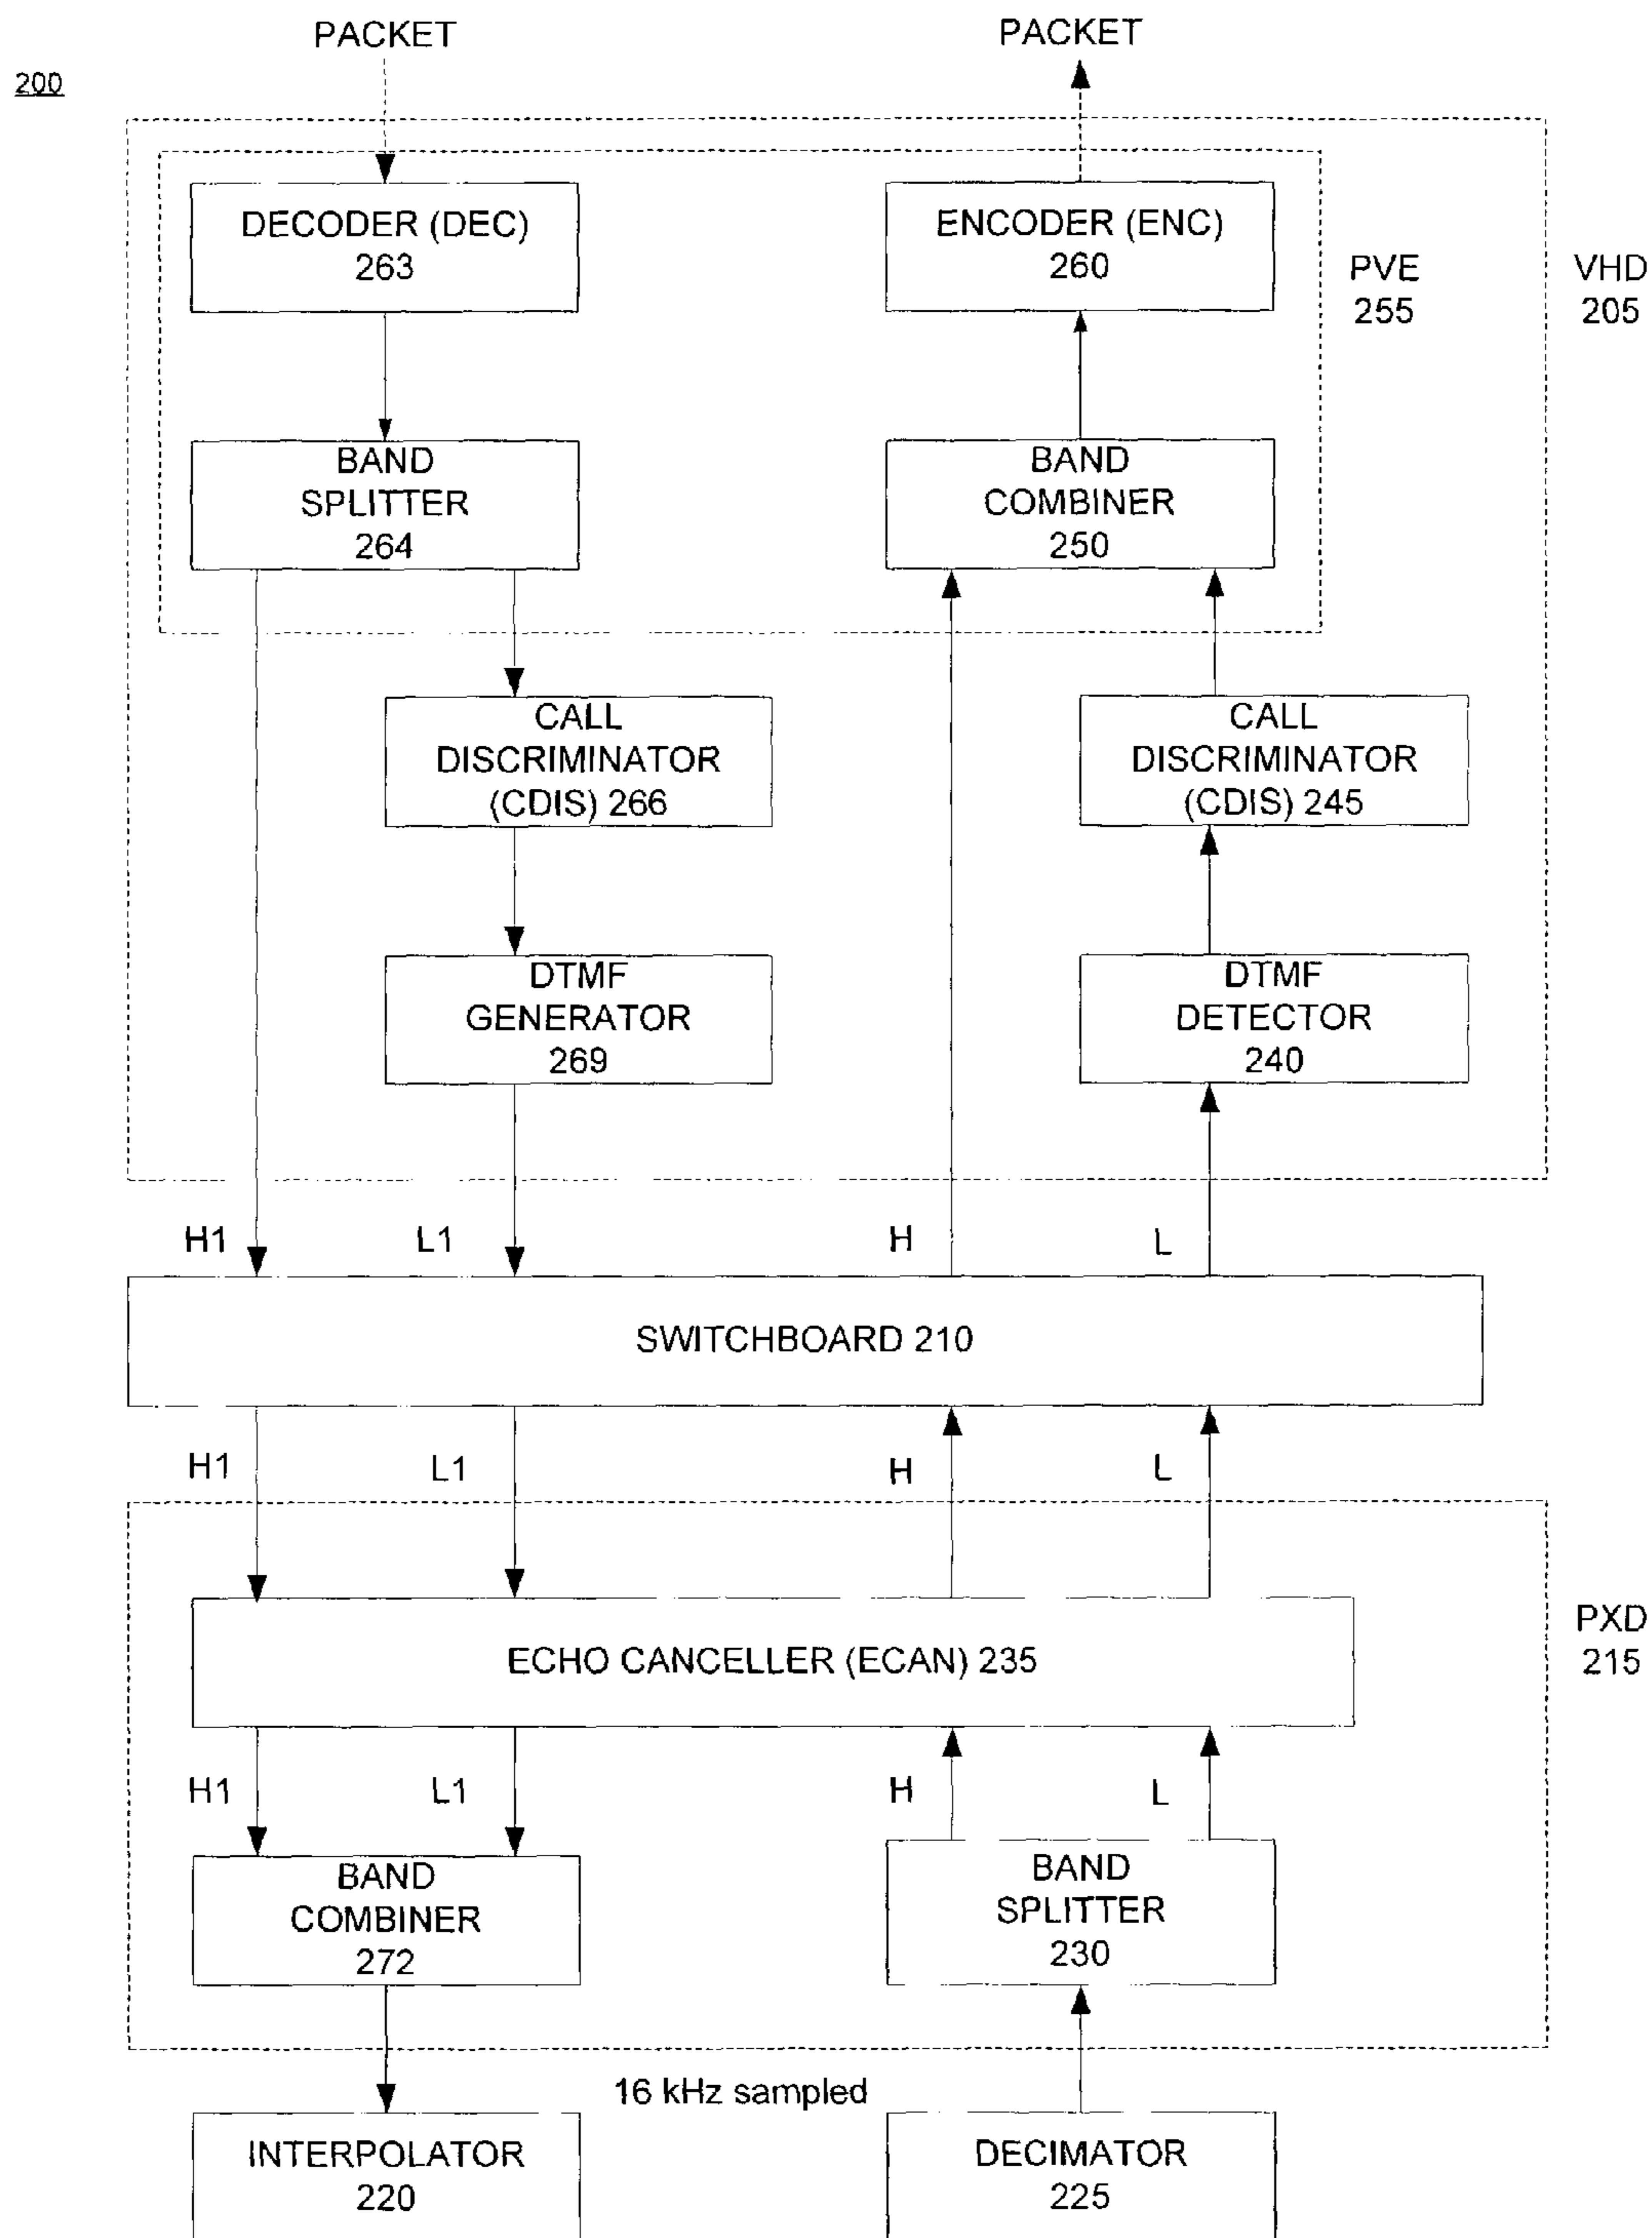 PACKET
PACKET
200
DECODER (DEC)
263
ENCODER (ENC)
260
PVE
255
VHD
205
BAND
SPLITTER
264
BAND
COMBINER
250
CALL
DISCRIMINATOR
(CDIS) 266
CALL
DISCRIMINATOR
(CDIS) 245
DTMF
GENERATOR
269
DTMF
DETECTOR
240
H1
L1
H
L
SWITCHBOARD 210
H1
L1
H
L
ECHO CANCELLER (ECAN) 235
PXD
215
H1
L1
H
L
BAND
COMBINER
272
BAND
SPLITTER
230
16 kHz sampled
INTERPOLATOR
220
DECIMATOR
225